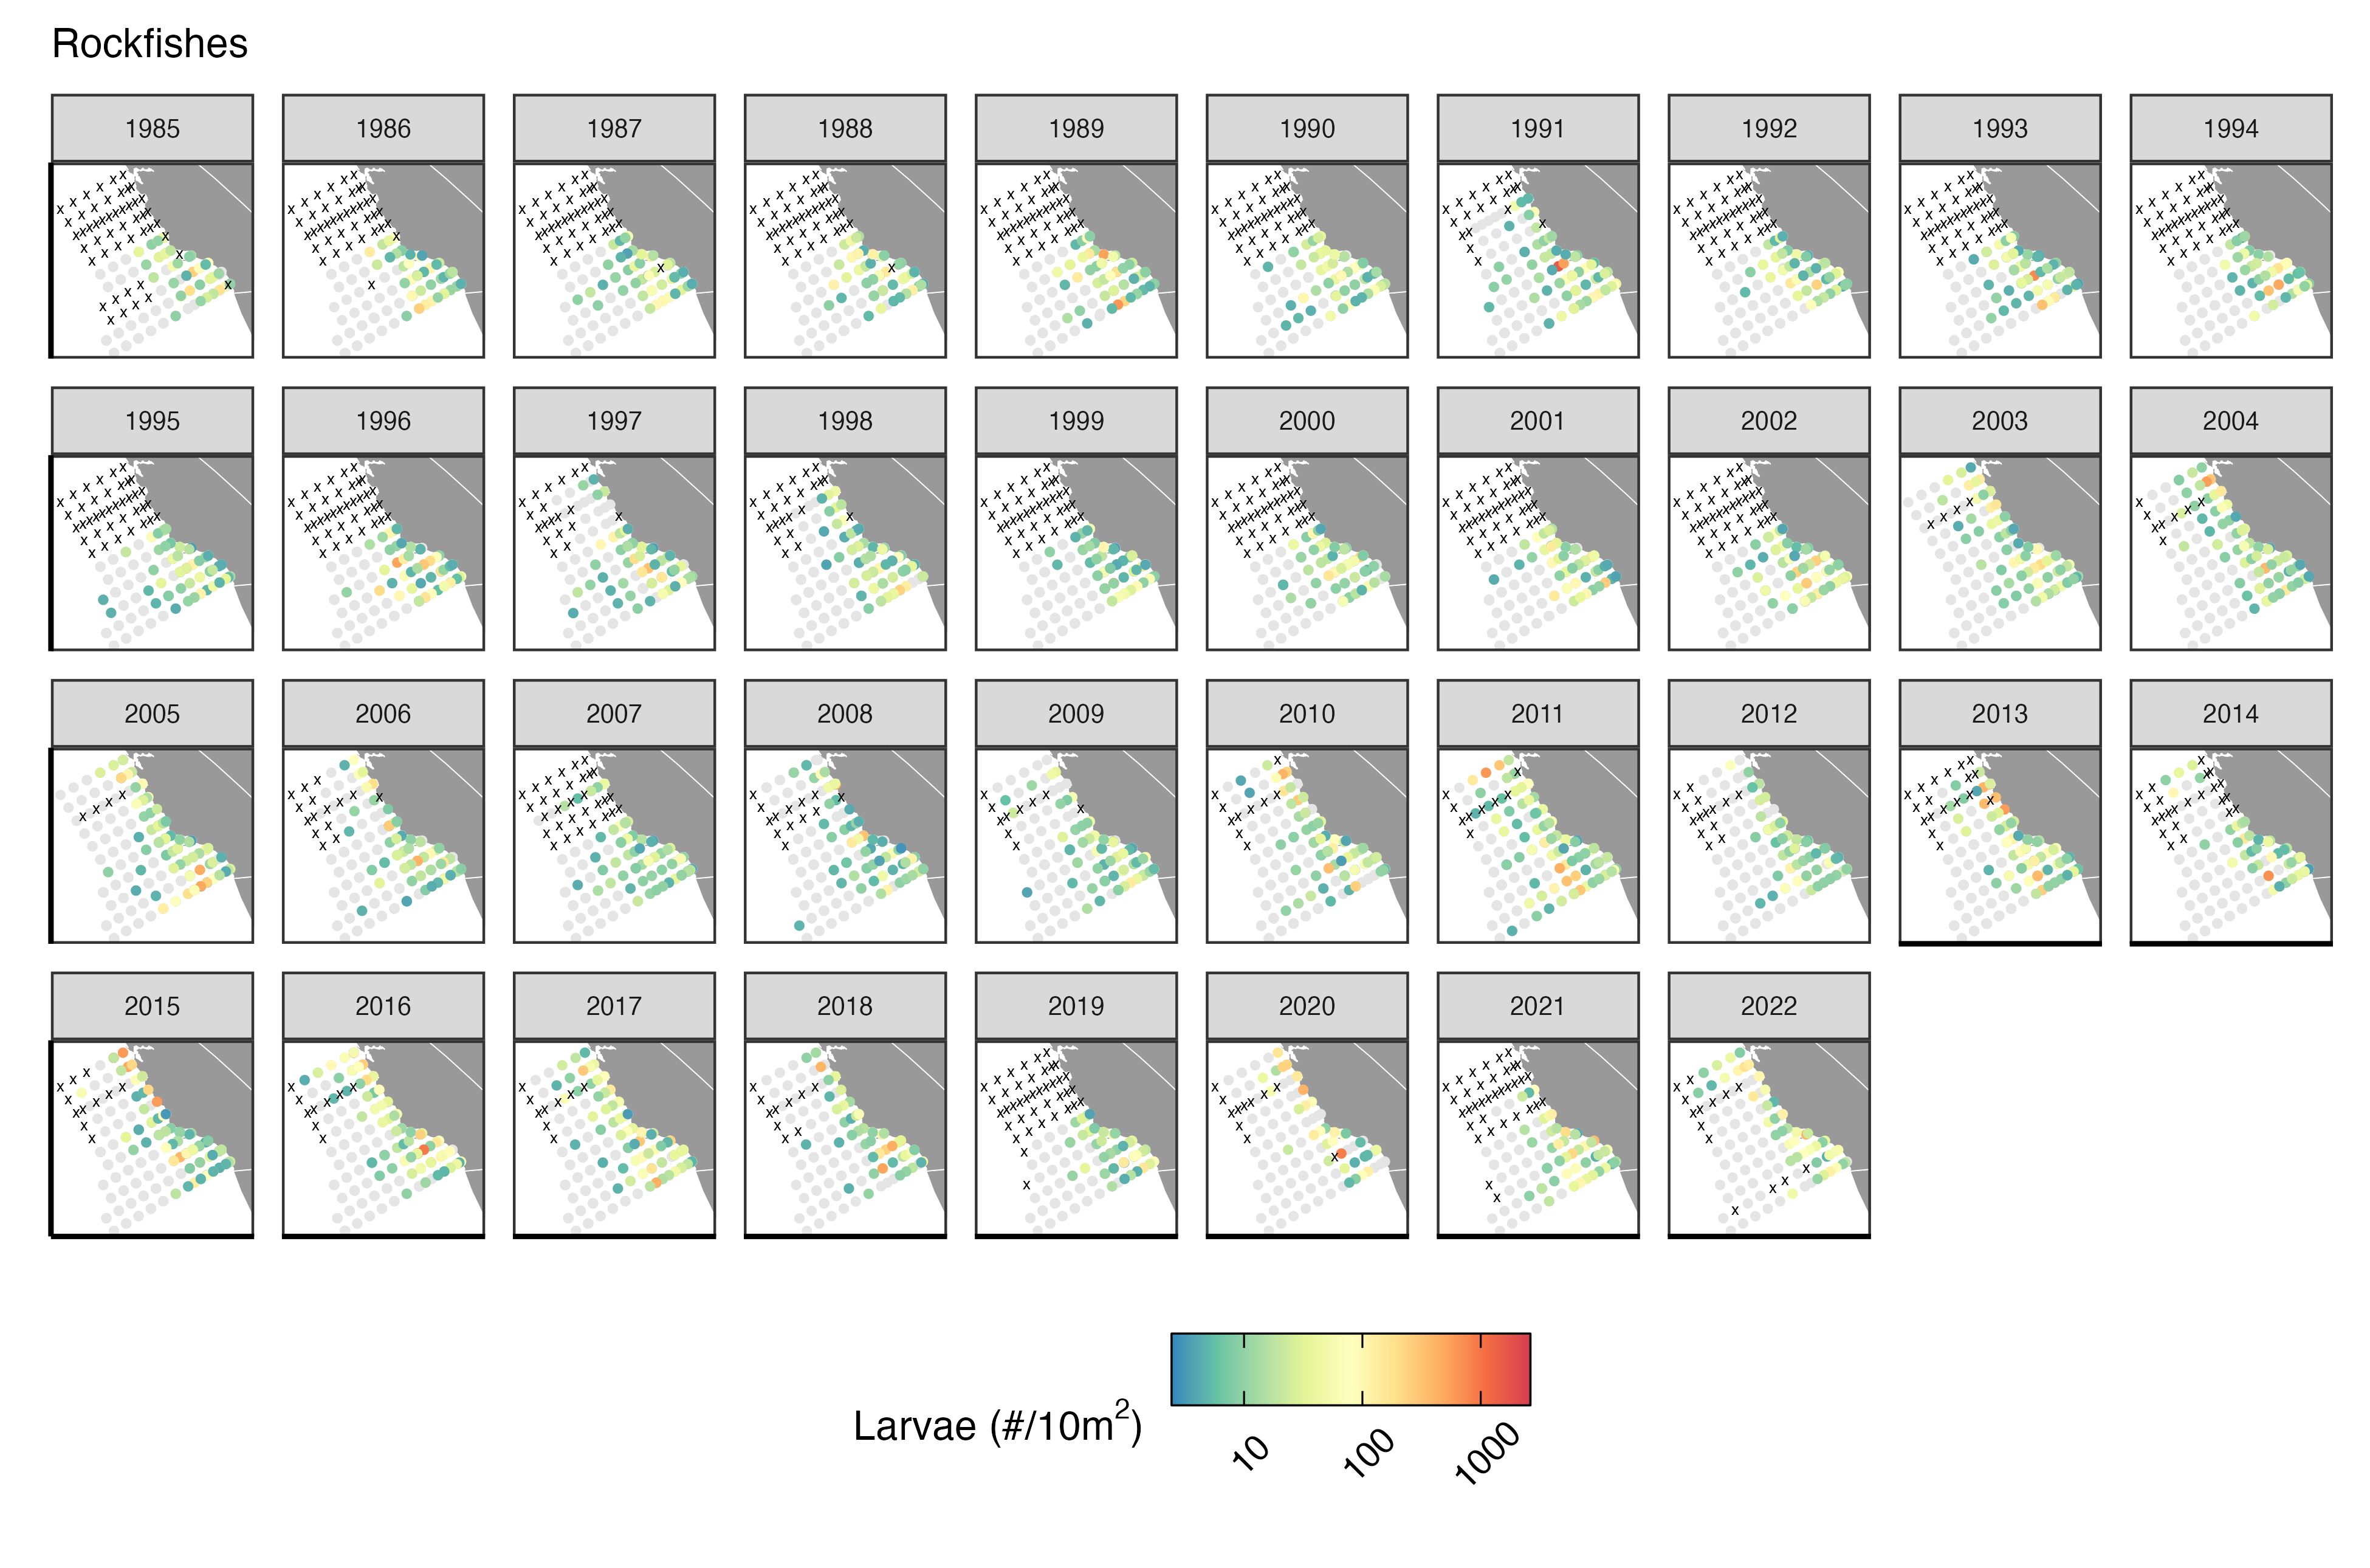 Rockfishes
1985 1986 1987 1988 1989 1990 1991 1992 1993 1994
1995 1996 1997 1998 1999 2000 2001 2002 2003 2004
2005 2006 2007 2008 2009 2010 2011 2012 2013 2014
2015 2016 2017 2018 2019 2020 2021 2022
Larvae (#/10m²)
10 100 1000